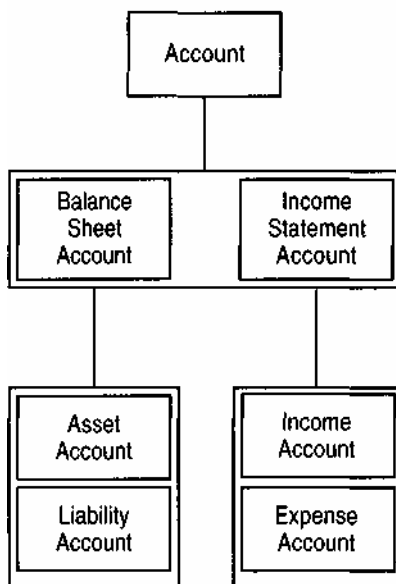 Account
Balance
Sheet
Account
Income
Statement
Account
Asset
Account
Liability
Account
Income
Account
Expense
Account